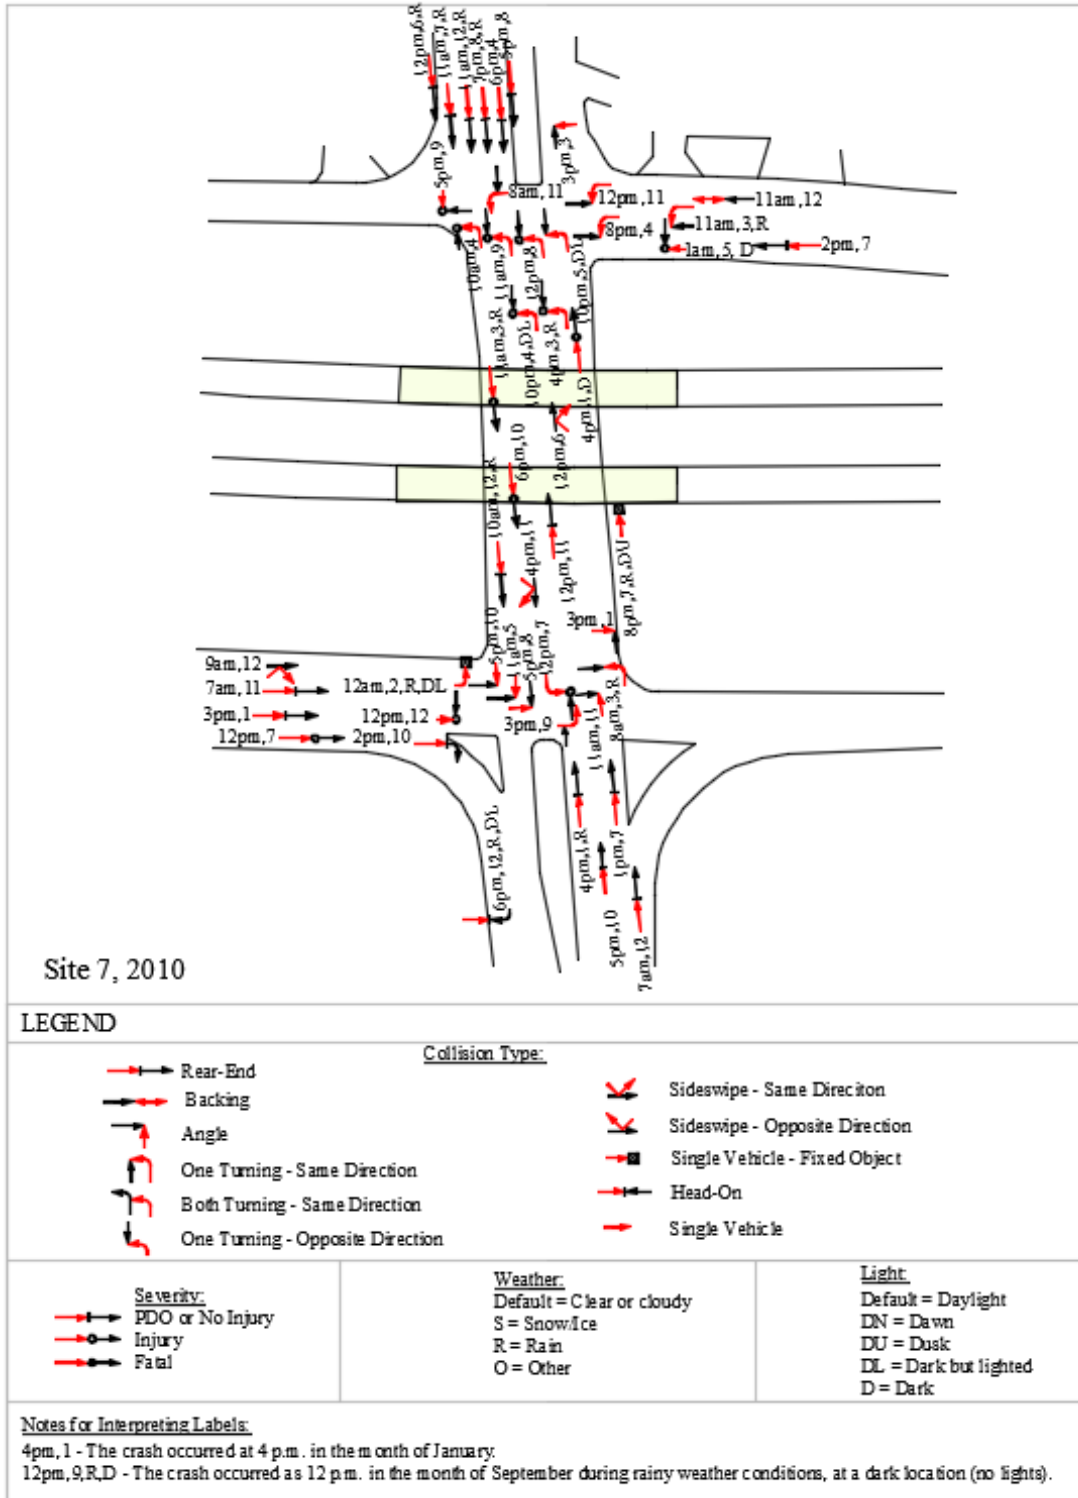 12pm,6,R
11am,7,R
11am,12,R
7pm,8,R
6pm,4
5pm,8
5pm,9
3pm,3
8am,11
12pm,11
11am,12
11am,3,R
8pm,4
1am,5, D
2pm,7
10am,4
11am,9
12pm,8
10pm,5,DL
11am,3,R
10pm,4,DL
4pm,3,R
4pm,1,D
6pm,10
12pm,6
10am,12,R
4pm,11
12pm,11
8pm,7,R,DU
3pm,1
5pm,10
11am,5
5pm,8
12pm,7
9am,12
7am,11
12am,2,R,DL
3pm,1
12pm,12
3pm,9
8am,3,R
11am,11
12pm,7
2pm,10
6pm,12,R,DL
4pm,1,R
1pm,7
5pm,10
7am,12
Site 7, 2010
LEGEND
Collision Type:
Rear-End
Backing
Angle
One Turning - Same Direction
Both Turning - Same Direction
One Turning - Opposite Direction
Sideswipe - Same Direciton
Sideswipe - Opposite Direction
Single Vehicle - Fixed Object
Head-On
Single Vehicle
Severity:
PDO or No Injury
Injury
Fatal
Weather:
Default = Clear or cloudy
S = Snow/Ice
R = Rain
O = Other
Light:
Default = Daylight
DN = Dawn
DU = Dusk
DL = Dark but lighted
D = Dark
Notes for Interpreting Labels:
4pm, 1 - The crash occurred at 4 p.m. in the month of January.
12pm,9,R,D - The crash occurred as 12 p.m. in the month of September during rainy weather conditions, at a dark location (no lights).